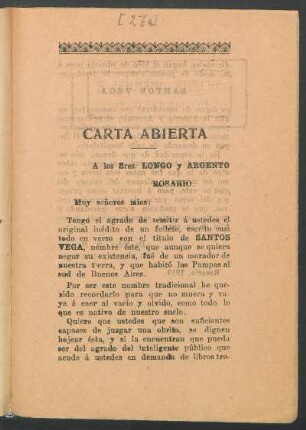 [26a]
CARTA ABIERTA
A los Sres. LONGO y ARGENTO
ROSARIO
Muy señores mios:
Tengo el agrado de remitir á ustedes el
original inédito de un folleto, escrito casi
todo en verso con el título de SANTOS
VEGA, nombre éste, que aunque se quiera
negar su existencia, fué de un morador de
nuestra tierra, y que habitó las Pampas al
sud de Buenos Aires.
Por ser este nombre tradicional he que-
rido recordarlo para que no muera y va-
ya á caer al vario y olvido, como todo lo
que es nativo de nuestro suelo.
Quiero que ustedes que son suficientes
capases de juzgar una obrita, se dignen
hojear ésta, y si la encuentran que pueda
ser del agrado del inteligente público que
acude á ustedes en demanda de libros tra-